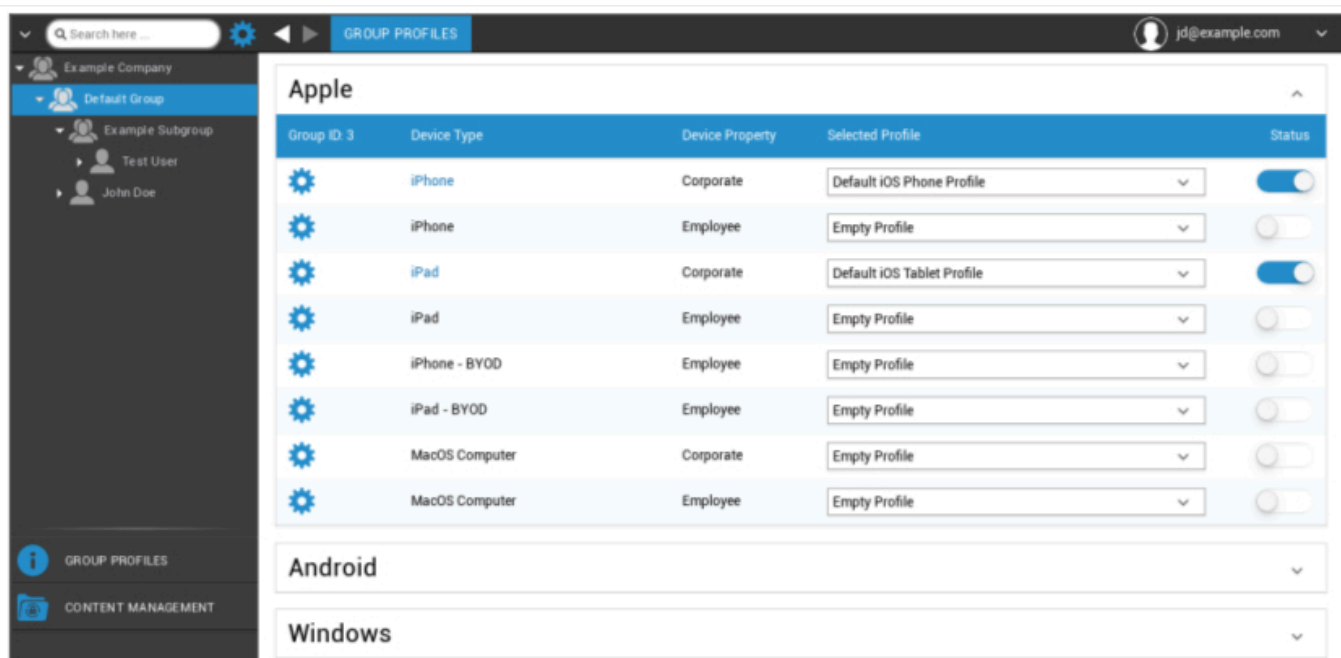 Search here ...
GROUP PROFILES
jd@example.com
Example Company
Default Group
Example Subgroup
Test User
John Doe
GROUP PROFILES
CONTENT MANAGEMENT
Apple
Group ID: 3 Device Type Device Property Selected Profile Status
iPhone Corporate Default iOS Phone Profile
iPhone Employee Empty Profile
iPad Corporate Default iOS Tablet Profile
iPad Employee Empty Profile
iPhone - BYOD Employee Empty Profile
iPad - BYOD Employee Empty Profile
MacOS Computer Corporate Empty Profile
MacOS Computer Employee Empty Profile
Android
Windows